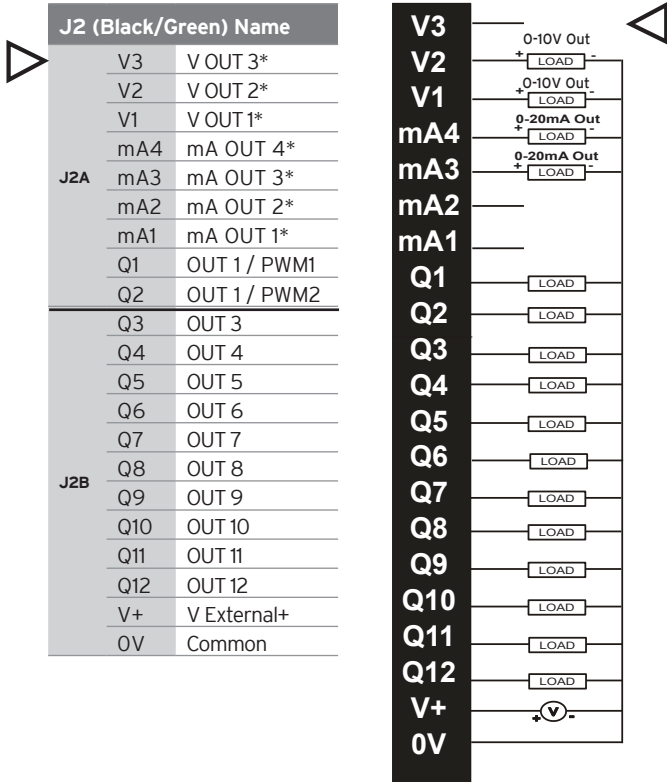 J2 (Black/Green) Name
J2A
V3 V OUT 3*
V2 V OUT 2*
V1 V OUT 1*
mA4 mA OUT 4*
mA3 mA OUT 3*
mA2 mA OUT 2*
mA1 mA OUT 1*
Q1 OUT 1 / PWM1
Q2 OUT 1 / PWM2
J2B
Q3 OUT 3
Q4 OUT 4
Q5 OUT 5
Q6 OUT 6
Q7 OUT 7
Q8 OUT 8
Q9 OUT 9
Q10 OUT 10
Q11 OUT 11
Q12 OUT 12
V+ V External+
0V Common
V3
0-10V Out
V2 + LOAD -
0-10V Out
V1 + LOAD -
0-20mA Out
mA4 + LOAD -
0-20mA Out
mA3 + LOAD -
mA2
mA1
Q1 LOAD
Q2 LOAD
Q3 LOAD
Q4 LOAD
Q5 LOAD
Q6 LOAD
Q7 LOAD
Q8 LOAD
Q9 LOAD
Q10 LOAD
Q11 LOAD
Q12 LOAD
V+ + V -
0V